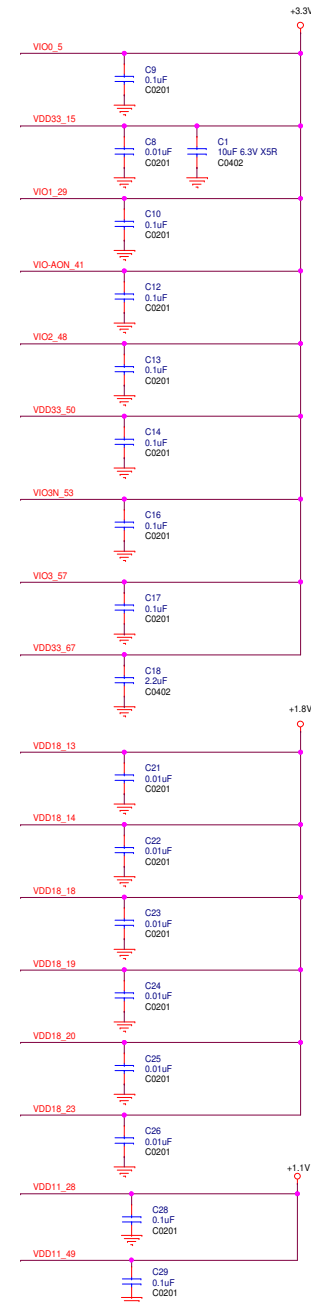 +3.3V
VIO0_5
C9
0.1uF
C0201
VDD33_15
C8
0.01uF
C0201
C1
10uF 6.3V X5R
C0402
VIO1_29
C10
0.1uF
C0201
VIO-AON_41
C12
0.1uF
C0201
VIO2_48
C13
0.1uF
C0201
VDD33_50
C14
0.1uF
C0201
VIO3N_53
C16
0.1uF
C0201
VIO3_57
C17
0.1uF
C0201
VDD33_67
C18
2.2uF
C0402
+1.8V
VDD18_13
C21
0.01uF
C0201
VDD18_14
C22
0.01uF
C0201
VDD18_18
C23
0.01uF
C0201
VDD18_19
C24
0.01uF
C0201
VDD18_20
C25
0.01uF
C0201
VDD18_23
C26
0.01uF
C0201
+1.1V
VDD11_28
C28
0.1uF
C0201
VDD11_49
C29
0.1uF
C0201